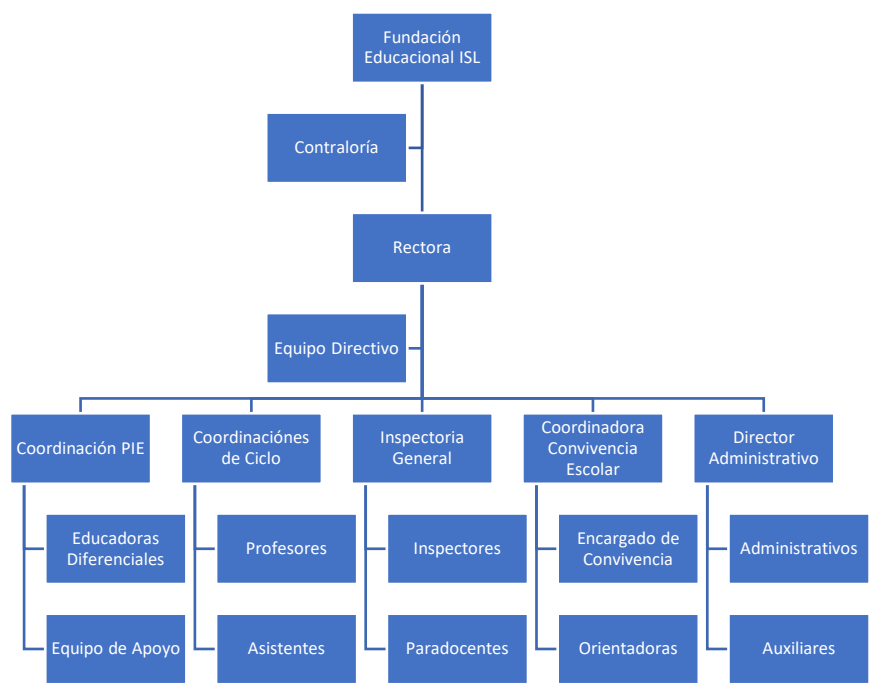 Fundación
Educacional ISL
Contraloría
Rectora
Equipo Directivo
Coordinación PIE
Coordinaciónes
de Ciclo
Inspectoria
General
Coordinadora
Convivencia
Escolar
Director
Administrativo
Educadoras
Diferenciales
Profesores
Inspectores
Encargado de
Convivencia
Administrativos
Equipo de Apoyo
Asistentes
Paradocentes
Orientadoras
Auxiliares